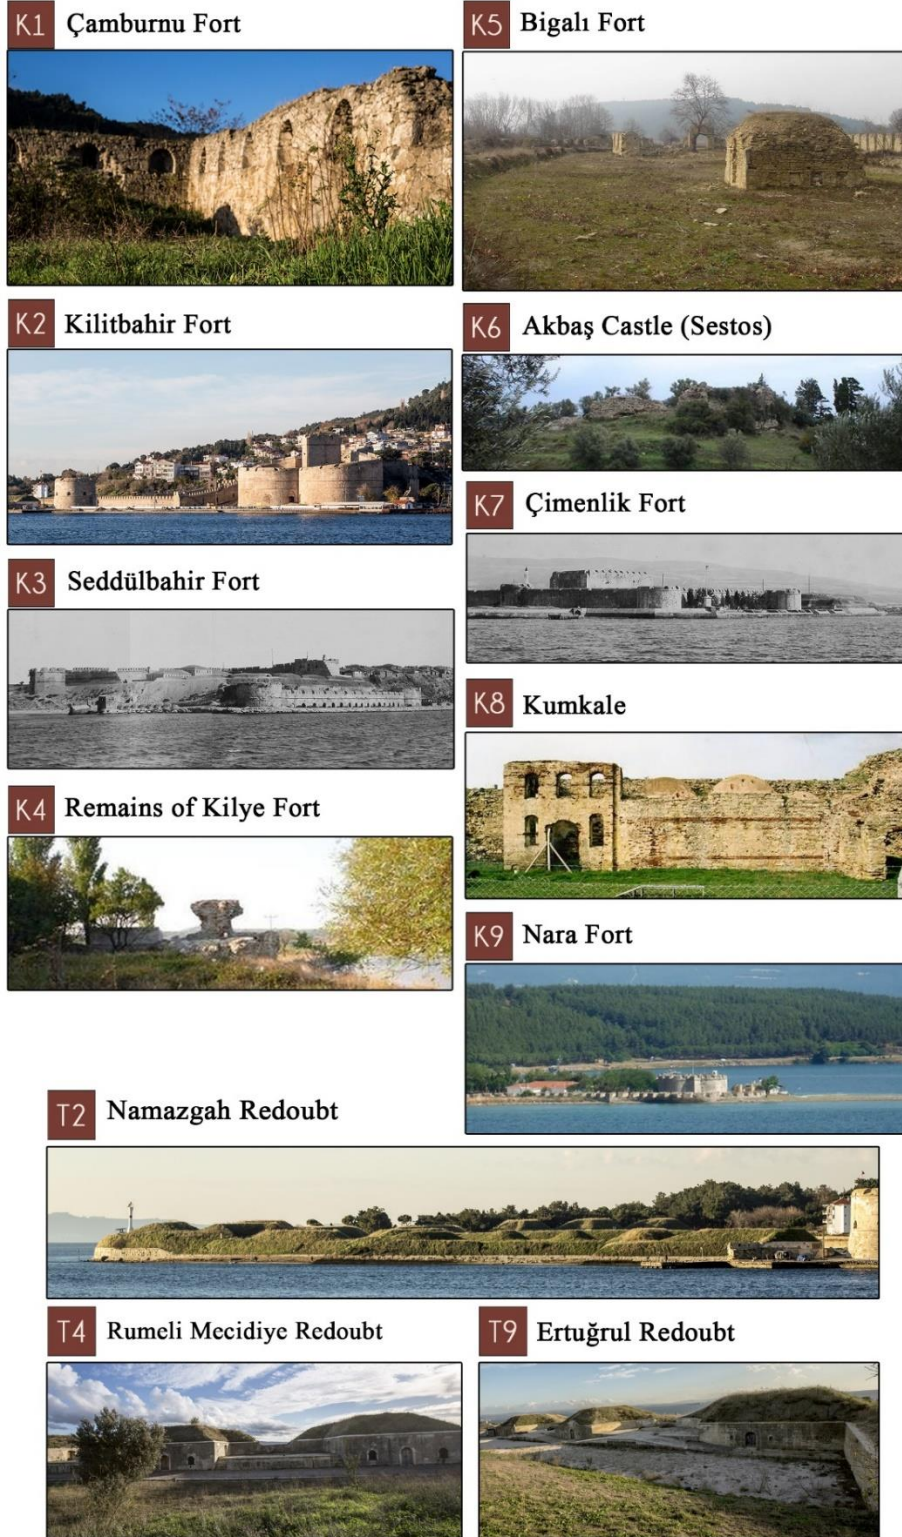 K1 Çamburnu Fort
K5 Bigalı Fort
K2 Kilitbahir Fort
K6 Akbaş Castle (Sestos)
K7 Çimenlik Fort
K3 Seddülbahir Fort
K8 Kumkale
K4 Remains of Kilye Fort
K9 Nara Fort
T2 Namazgah Redoubt
T4 Rumeli Mecidiye Redoubt
T9 Ertuğrul Redoubt